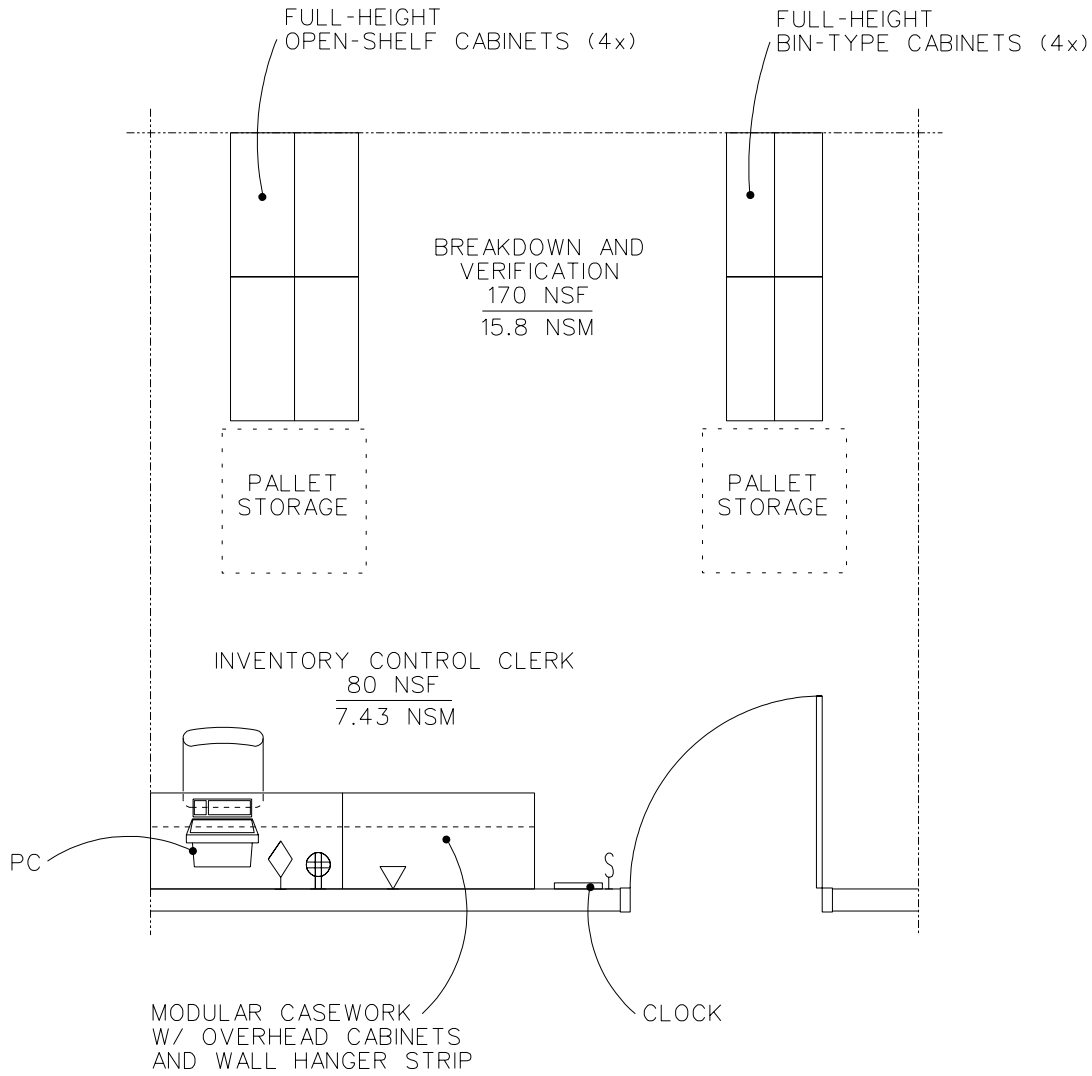 FULL-HEIGHT
OPEN-SHELF CABINETS (4x)
FULL-HEIGHT
BIN-TYPE CABINETS (4x)
BREAKDOWN AND
VERIFICATION
170 NSF
15.8 NSM
PALLET
STORAGE
PALLET
STORAGE
INVENTORY CONTROL CLERK
80 NSF
7.43 NSM
PC
S
MODULAR CASEWORK
W/ OVERHEAD CABINETS
AND WALL HANGER STRIP
CLOCK